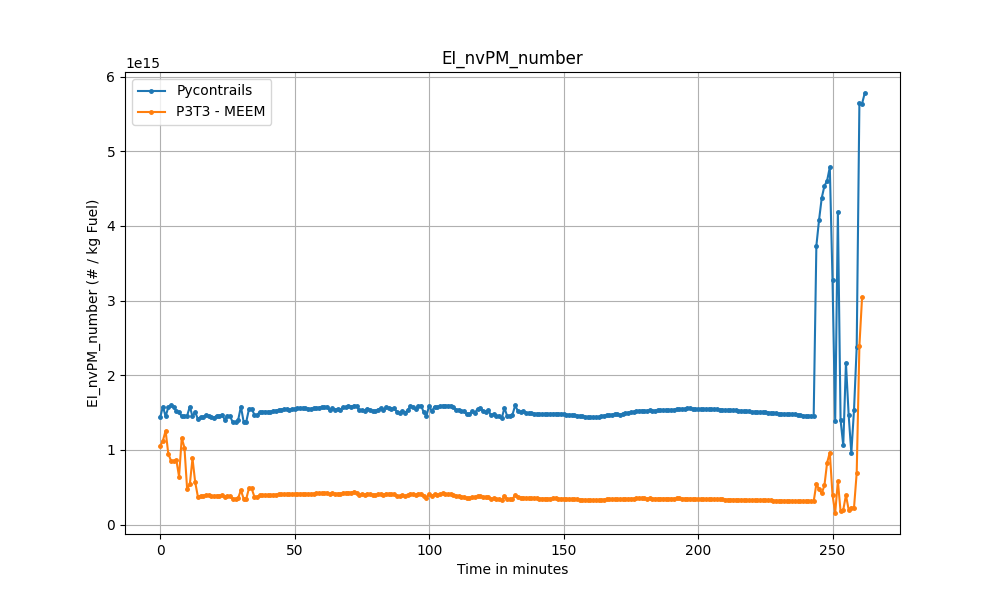 EI_nvPM_number
1e15
Pycontrails
P3T3 - MEEM
6
5
4
3
2
1
0
EI_nvPM_number (# / kg Fuel)
0 50 100 150 200 250
Time in minutes